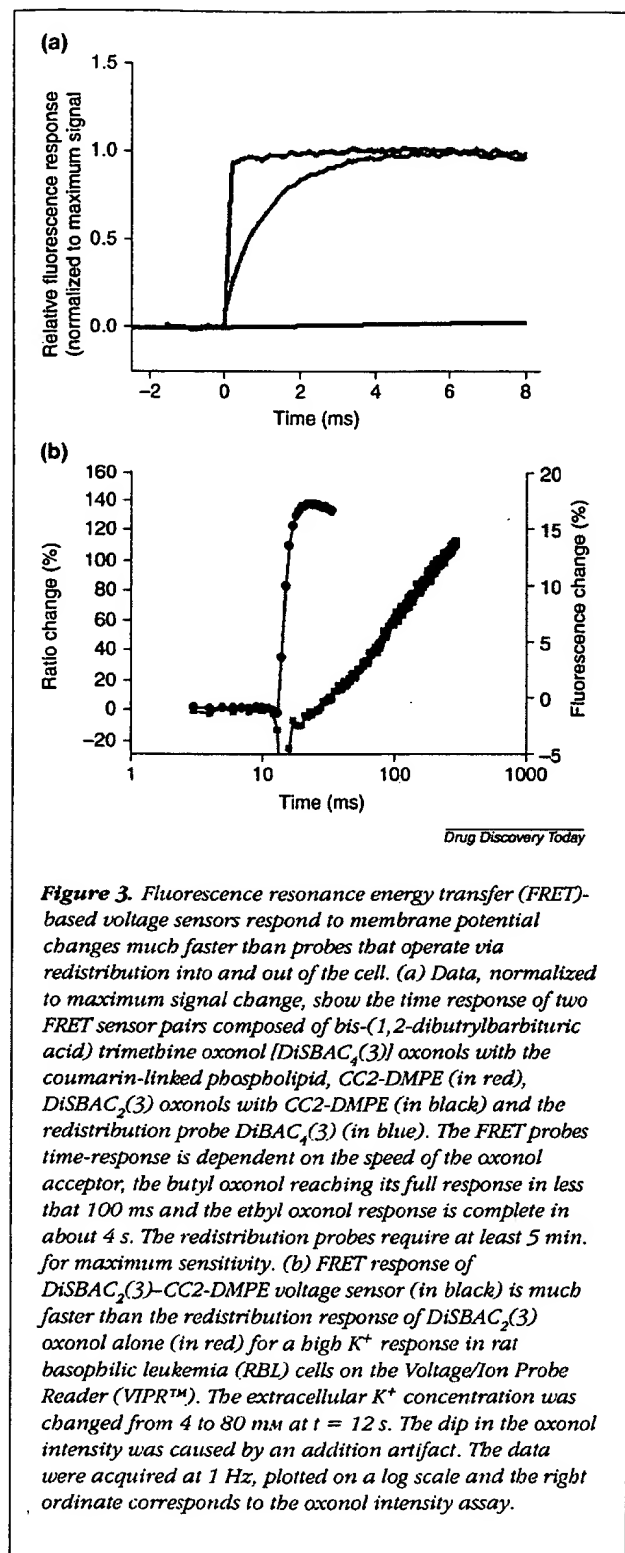 (a)
1.5
1.0
0.5
0.0
Relative fluorescence response
(normalized to maximum signal)
−2 0 2 4 6 8
Time (ms)
(b)
160
140
120
100
80
60
40
20
0
−20
Ratio change (%)
20
15
10
5
0
−5
Fluorescence change (%)
1 10 100 1000
Time (ms)
Drug Discovery Today
Figure 3. Fluorescence resonance energy transfer (FRET)-
based voltage sensors respond to membrane potential
changes much faster than probes that operate via
redistribution into and out of the cell. (a) Data, normalized
to maximum signal change, show the time response of two
FRET sensor pairs composed of bis-(1,2-dibutrylbarbituric
acid) trimethine oxonol [DiSBAC₄(3)] oxonols with the
coumarin-linked phospholipid, CC2-DMPE (in red),
DiSBAC₂(3) oxonols with CC2-DMPE (in black) and the
redistribution probe DiBAC₄(3) (in blue). The FRET probes
time-response is dependent on the speed of the oxonol
acceptor, the butyl oxonol reaching its full response in less
that 100 ms and the ethyl oxonol response is complete in
about 4 s. The redistribution probes require at least 5 min.
for maximum sensitivity. (b) FRET response of
DiSBAC₂(3)–CC2-DMPE voltage sensor (in black) is much
faster than the redistribution response of DiSBAC₂(3)
oxonol alone (in red) for a high K⁺ response in rat
basophilic leukemia (RBL) cells on the Voltage/Ion Probe
Reader (VIPR™). The extracellular K⁺ concentration was
changed from 4 to 80 mM at t = 12 s. The dip in the oxonol
intensity was caused by an addition artifact. The data
were acquired at 1 Hz, plotted on a log scale and the right
ordinate corresponds to the oxonol intensity assay.